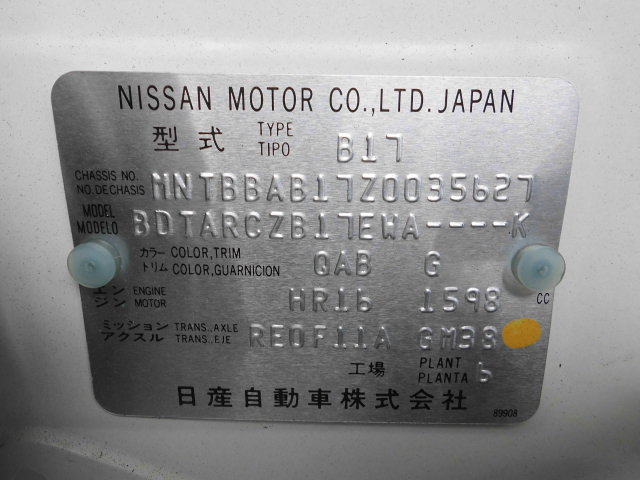 NISSAN MOTOR CO.,LTD. JAPAN
型式 TYPE TIPO B17
CHASSIS NO. NO. DE CHASIS MNTBBAB17Z0035627
MODEL MODELO BDTARCZB17EWA----K
カラー COLOR, TRIM QAB G
トリム COLOR, GUARNICION
エンジン ENGINE MOTOR HR16 1598 CC
ミッション TRANS., AXLE RE0F11A GM38
アクスル TRANS., EJE
工場 PLANT PLANTA 6
日産自動車株式会社
89908